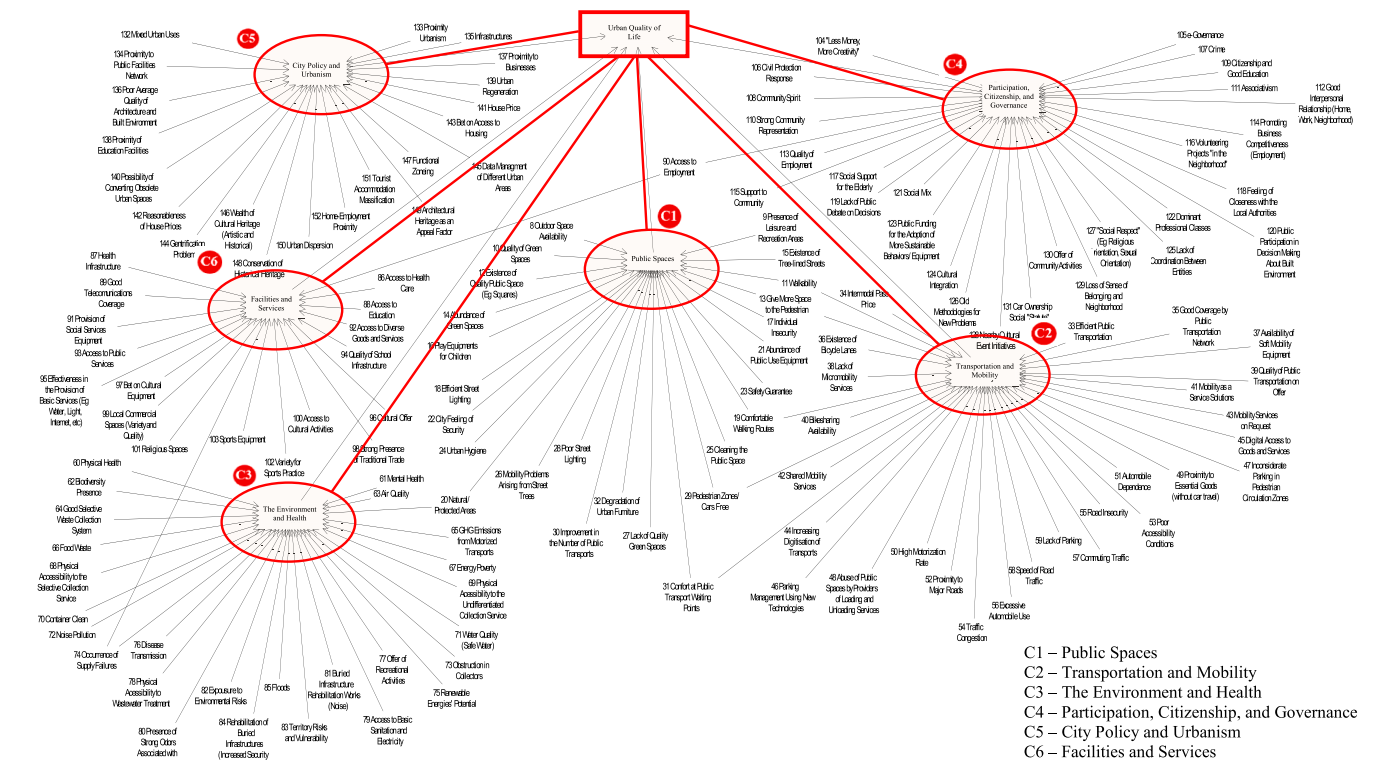 Urban Quality of
Life
C5
City Policy and
Urbanism
132 Mixed Urban Uses
133 Proximity
Urbanism
135 Infrastructures
134 Proximity to
Public Facilities
Network
137 Proximity to
Businesses
136 Poor Average
Quality of
Architecture and
Built Environment
139 Urban
Regeneration
141 House Price
138 Proximity of
Education Facilities
143 Bet on Access to
Housing
140 Possibility of
Converting Obsolete
Urban Spaces
147 Functional
Zoneing
145 Data Managment
of Different Urban
Areas
151 Tourist
Accommodation
Massification
142 Reasonableness
of House Prices
146 Wealth of
Cultural Heritage
(Artistic and
Historical)
152 Home-Employment
Proximity
149 Architectural
Heritage as an
Appeal Factor
144 Gentrification
Problem
150 Urban Dispersion
148 Conservation of
Historical Heritage
C4
Participation,
Citizenship, and
Governance
104 "Less Money,
More Creativity"
105 e-Governance
107 Crime
106 Civil Protection
Response
109 Citizenship and
Good Education
111 Associativism
112 Good
Interpersonal
Relationship (Home,
Work, Neighborhood)
108 Community Spirit
110 Strong Community
Representation
114 Promoting
Business
Competitiveness
(Employment)
113 Quality of
Employment
116 Volunteering
Projects "in the
Neighborhood"
90 Access to
Employment
117 Social Support
for the Elderly
115 Support to
Community
121 Social Mix
119 Lack of Public
Debate on Decisions
118 Feeling of
Closeness with the
Local Authorities
123 Public Funding
for the Adoption of
More Sustainable
Behaviors/Equipment
122 Dominant
Professional Classes
127 "Social Respect"
(Eg Religious
rientation, Sexual
Orientation)
120 Public
Participation in
Decision Making
About Built
Environment
125 Lack of
Coordination Between
Entities
130 Offer of
Community Activities
124 Cultural
Integration
129 Loss of Sense of
Belonging and
Neighborhood
126 Old
Methodologies for
New Problems
131 Car Ownership
Social "Statute"
128 Nearby Cultural
Event Initiatives
C1
Public Spaces
8 Outdoor Space
Availability
9 Presence of
Leisure and
Recreation Areas
10 Quality of Green
Spaces
15 Existence of
Tree-lined Streets
12 Existence of
Quality Public Space
(Eg Squares)
11 Walkability
13 Give More Space
to the Pedestrian
14 Abundance of
Green Spaces
17 Individual
Insecurity
16 Play Equipments
for Children
21 Abundance of
Public Use Equipment
18 Efficient Street
Lighting
23 Safety Guarantee
22 City Feeling of
Security
19 Comfortable
Walking Routes
24 Urban Hygiene
28 Poor Street
Lighting
25 Cleaning the
Public Space
26 Mobility Problems
Arising from Street
Trees
20 Natural/
Protected Areas
32 Degradation of
Urban Furniture
29 Pedestrian Zones/
Cars Free
30 Improvement in
the Number of Public
Transports
27 Lack of Quality
Green Spaces
31 Confort at Public
Transport Waiting
Points
C6
Facilities and
Services
87 Health
Infrastructure
86 Access to Health
Care
89 Good
Telecomunications
Coverage
88 Access to
Education
91 Provision of
Social Services
Equipment
92 Access to Diverse
Goods and Services
93 Access to Public
Services
94 Quality of School
Infrastructure
95 Effectiveness in
the Provision of
Basic Services (Eg
Water, Light,
Internet, etc)
97 Bet on Cultural
Equipment
99 Local Commercial
Spaces (Variety and
Quality)
100 Access to
Cultural Activities
96 Cultural Offer
103 Sports Equipment
101 Religious Spaces
98 Strong Presence
of Traditional Trade
102 Variety for
Sports Practice
C2
Transportation and
Mobility
34 Intermodal Pass
Price
33 Efficient Public
Transportation
35 Good Coverage by
Public
Transportation
Network
36 Existence of
Bicycle Lanes
37 Availability of
Soft Mobility
Equipment
38 Lack of
Micromobility
Services
39 Quality of Public
Transportation on
Offer
41 Mobility as a
Service Solutions
40 Bikesharing
Availability
43 Mobility Services
on Request
45 Digital Access to
Goods and Services
42 Shared Mobility
Services
47 Inconsiderate
Parking in
Pedestrian
Circulation Zones
49 Proximity to
Essential Goods
(without car travel)
51 Automobile
Dependence
44 Increasing
Digitisation of
Transports
55 Road Insecurity
53 Poor
Accessibility
Conditions
59 Lack of Parking
50 High Motorization
Rate
57 Commuting Traffic
46 Parking
Management Using New
Technologies
48 Abuse of Public
Spaces by Providers
of Loading and
Unloading Services
52 Proximity to
Major Roads
58 Speed of Road
Traffic
56 Excessive
Automobile Use
54 Traffic
Congestion
C3
The Environment
and Health
60 Physical Health
61 Mental Health
62 Biodiversity
Presence
63 Air Quality
64 Good Selective
Waste Collection
System
65 GHG Emissions
from Motorized
Transports
66 Food Waste
67 Energy Poverty
68 Physical
Accessibility to the
Selective Collection
Service
69 Physical
Acessibility to the
Undifferentiated
Collection Service
70 Container Clean
72 Noise Pollution
71 Water Quality
(Safe Water)
74 Occurrence of
Supply Failures
76 Disease
Transmission
77 Offer of
Recreational
Activities
73 Obstruction in
Collectors
78 Physical
Acessibility to
Wastewater Treatment
82 Exposure to
Environmental Risks
85 Floods
81 Buried
Infrastructure
Rehabilitation Works
(Noise)
75 Renewable
Energies' Potential
80 Presence of
Strong Odors
Associated with
84 Rehabilitation of
Buried
Infrastructures
(Increased Security
83 Territory Risks
and Vulnerability
79 Access to Basic
Sanitation and
Electricity
C1 – Public Spaces
C2 – Transportation and Mobility
C3 – The Environment and Health
C4 – Participation, Citizenship, and Governance
C5 – City Policy and Urbanism
C6 – Facilities and Services